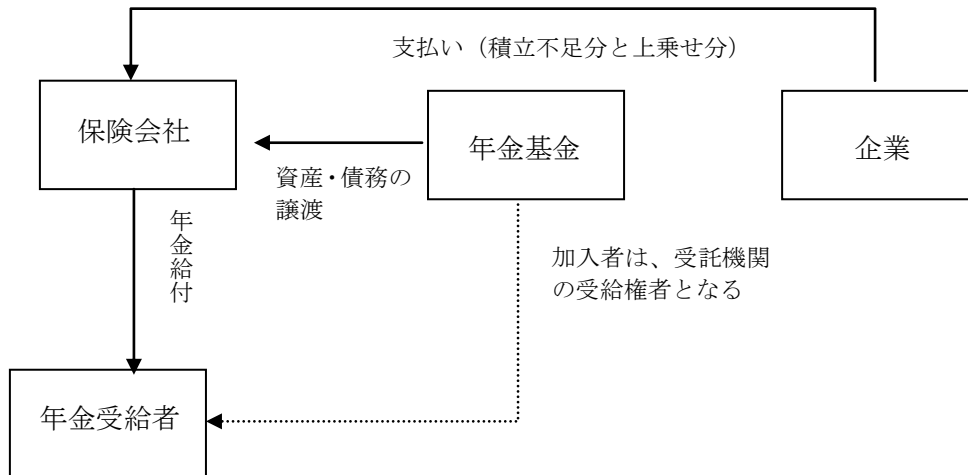 支払い（積立不足分と上乗せ分）
保険会社
年金基金
企業
資産・債務の
譲渡
年金給付
加入者は、受託機関
の受給権者となる
年金受給者